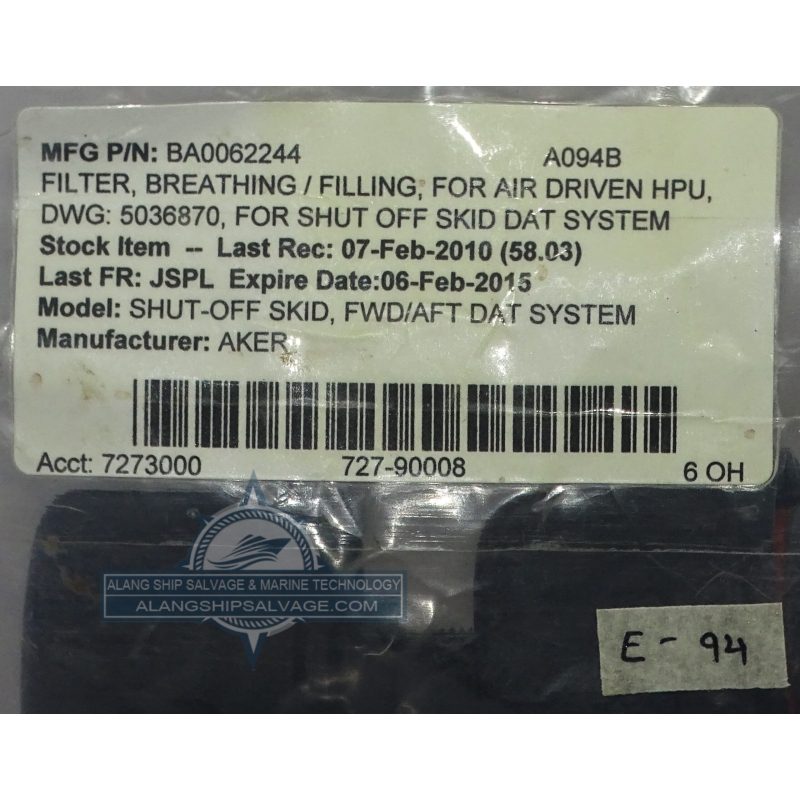 MFG P/N: BA0062244 A094B
FILTER, BREATHING / FILLING, FOR AIR DRIVEN HPU,
DWG: 5036870, FOR SHUT OFF SKID DAT SYSTEM
Stock Item -- Last Rec: 07-Feb-2010 (58.03)
Last FR: JSPL Expire Date:06-Feb-2015
Model: SHUT-OFF SKID, FWD/AFT DAT SYSTEM
Manufacturer: AKER
Acct: 7273000 727-90008 6 OH
ALANG SHIP SALVAGE & MARINE TECHNOLOGY
ALANGSHIPSALVAGE.COM
E - 94